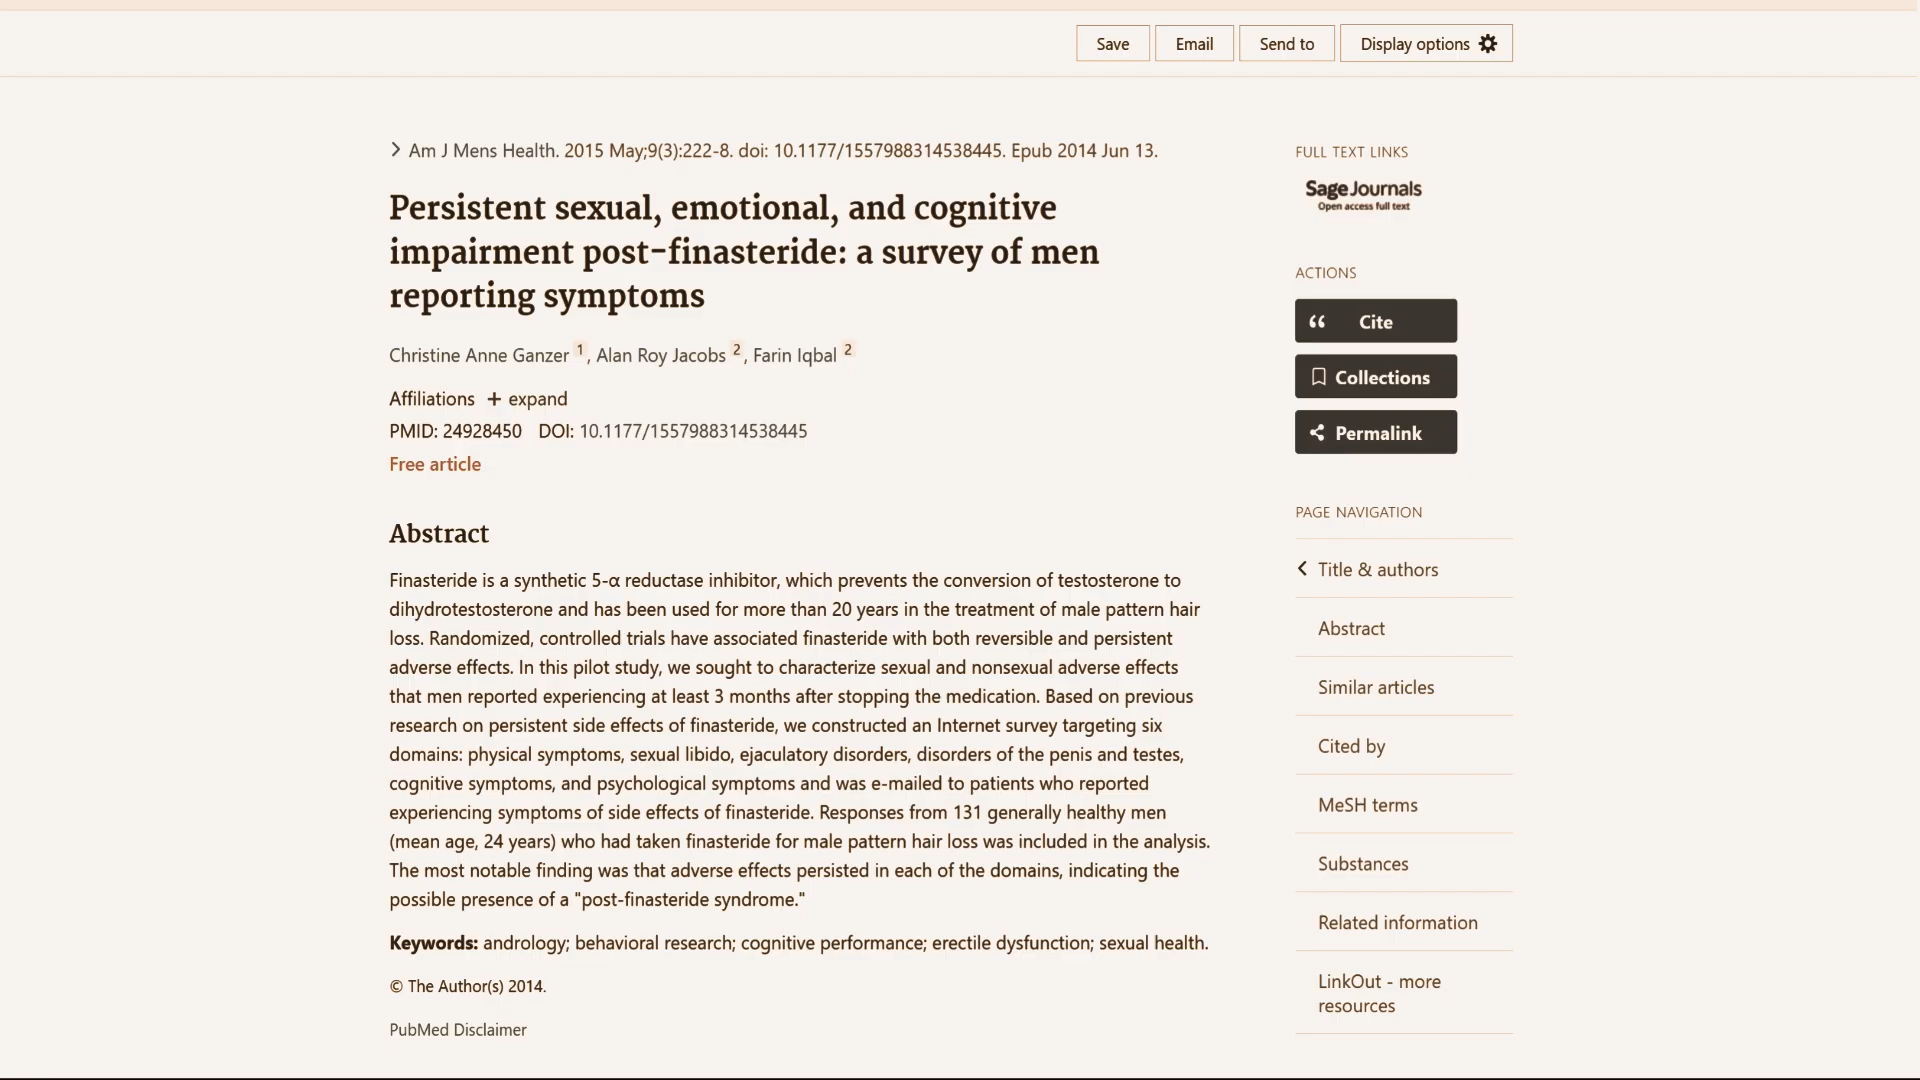 Save
Email
Send to
Display options
Am J Mens Health. 2015 May;9(3):222-8. doi: 10.1177/1557988314538445. Epub 2014 Jun 13.
Persistent sexual, emotional, and cognitive
impairment post-finasteride: a survey of men
reporting symptoms
Christine Anne Ganzer 1, Alan Roy Jacobs 2, Farin Iqbal 2
Affiliations + expand
PMID: 24928450 DOI: 10.1177/1557988314538445
Free article
Abstract
Finasteride is a synthetic 5-α reductase inhibitor, which prevents the conversion of testosterone to
dihydrotestosterone and has been used for more than 20 years in the treatment of male pattern hair
loss. Randomized, controlled trials have associated finasteride with both reversible and persistent
adverse effects. In this pilot study, we sought to characterize sexual and nonsexual adverse effects
that men reported experiencing at least 3 months after stopping the medication. Based on previous
research on persistent side effects of finasteride, we constructed an Internet survey targeting six
domains: physical symptoms, sexual libido, ejaculatory disorders, disorders of the penis and testes,
cognitive symptoms, and psychological symptoms and was e-mailed to patients who reported
experiencing symptoms of side effects of finasteride. Responses from 131 generally healthy men
(mean age, 24 years) who had taken finasteride for male pattern hair loss was included in the analysis.
The most notable finding was that adverse effects persisted in each of the domains, indicating the
possible presence of a "post-finasteride syndrome."
Keywords: andrology; behavioral research; cognitive performance; erectile dysfunction; sexual health.
© The Author(s) 2014.
PubMed Disclaimer
FULL TEXT LINKS
Sage Journals
Open access full text
ACTIONS
Cite
Collections
Permalink
PAGE NAVIGATION
Title & authors
Abstract
Similar articles
Cited by
MeSH terms
Substances
Related information
LinkOut - more
resources